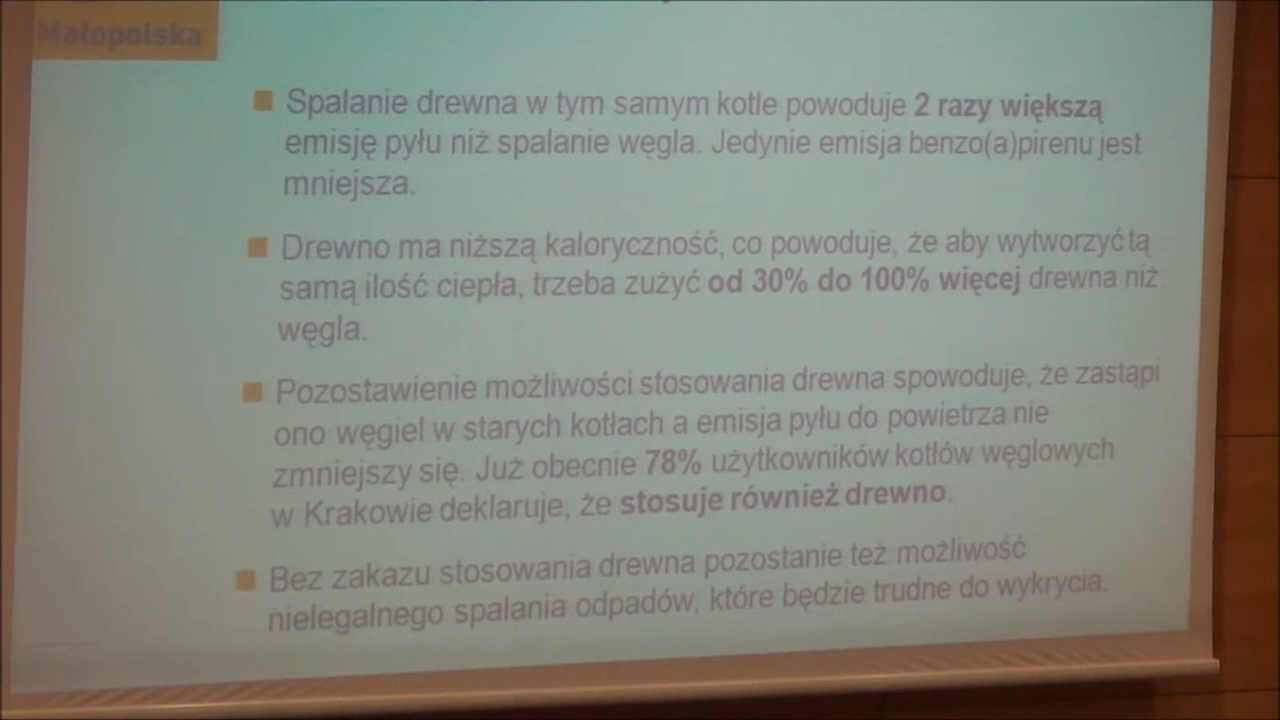 Małopolska
Spalanie drewna w tym samym kotle powoduje 2 razy większą
emisję pyłu niż spalanie węgla. Jedynie emisja benzo(a)pirenu jest
mniejsza.
Drewno ma niższą kaloryczność, co powoduje, że aby wytworzyć tą
samą ilość ciepła, trzeba zużyć od 30% do 100% więcej drewna niż
węgla.
Pozostawienie możliwości stosowania drewna spowoduje, że zastąpi
ono węgiel w starych kotłach a emisja pyłu do powietrza nie
zmniejszy się. Już obecnie 78% użytkowników kotłów węglowych
w Krakowie deklaruje, że stosuje również drewno.
Bez zakazu stosowania drewna pozostanie też możliwość
nielegalnego spalania odpadów, które będzie trudne do wykrycia.